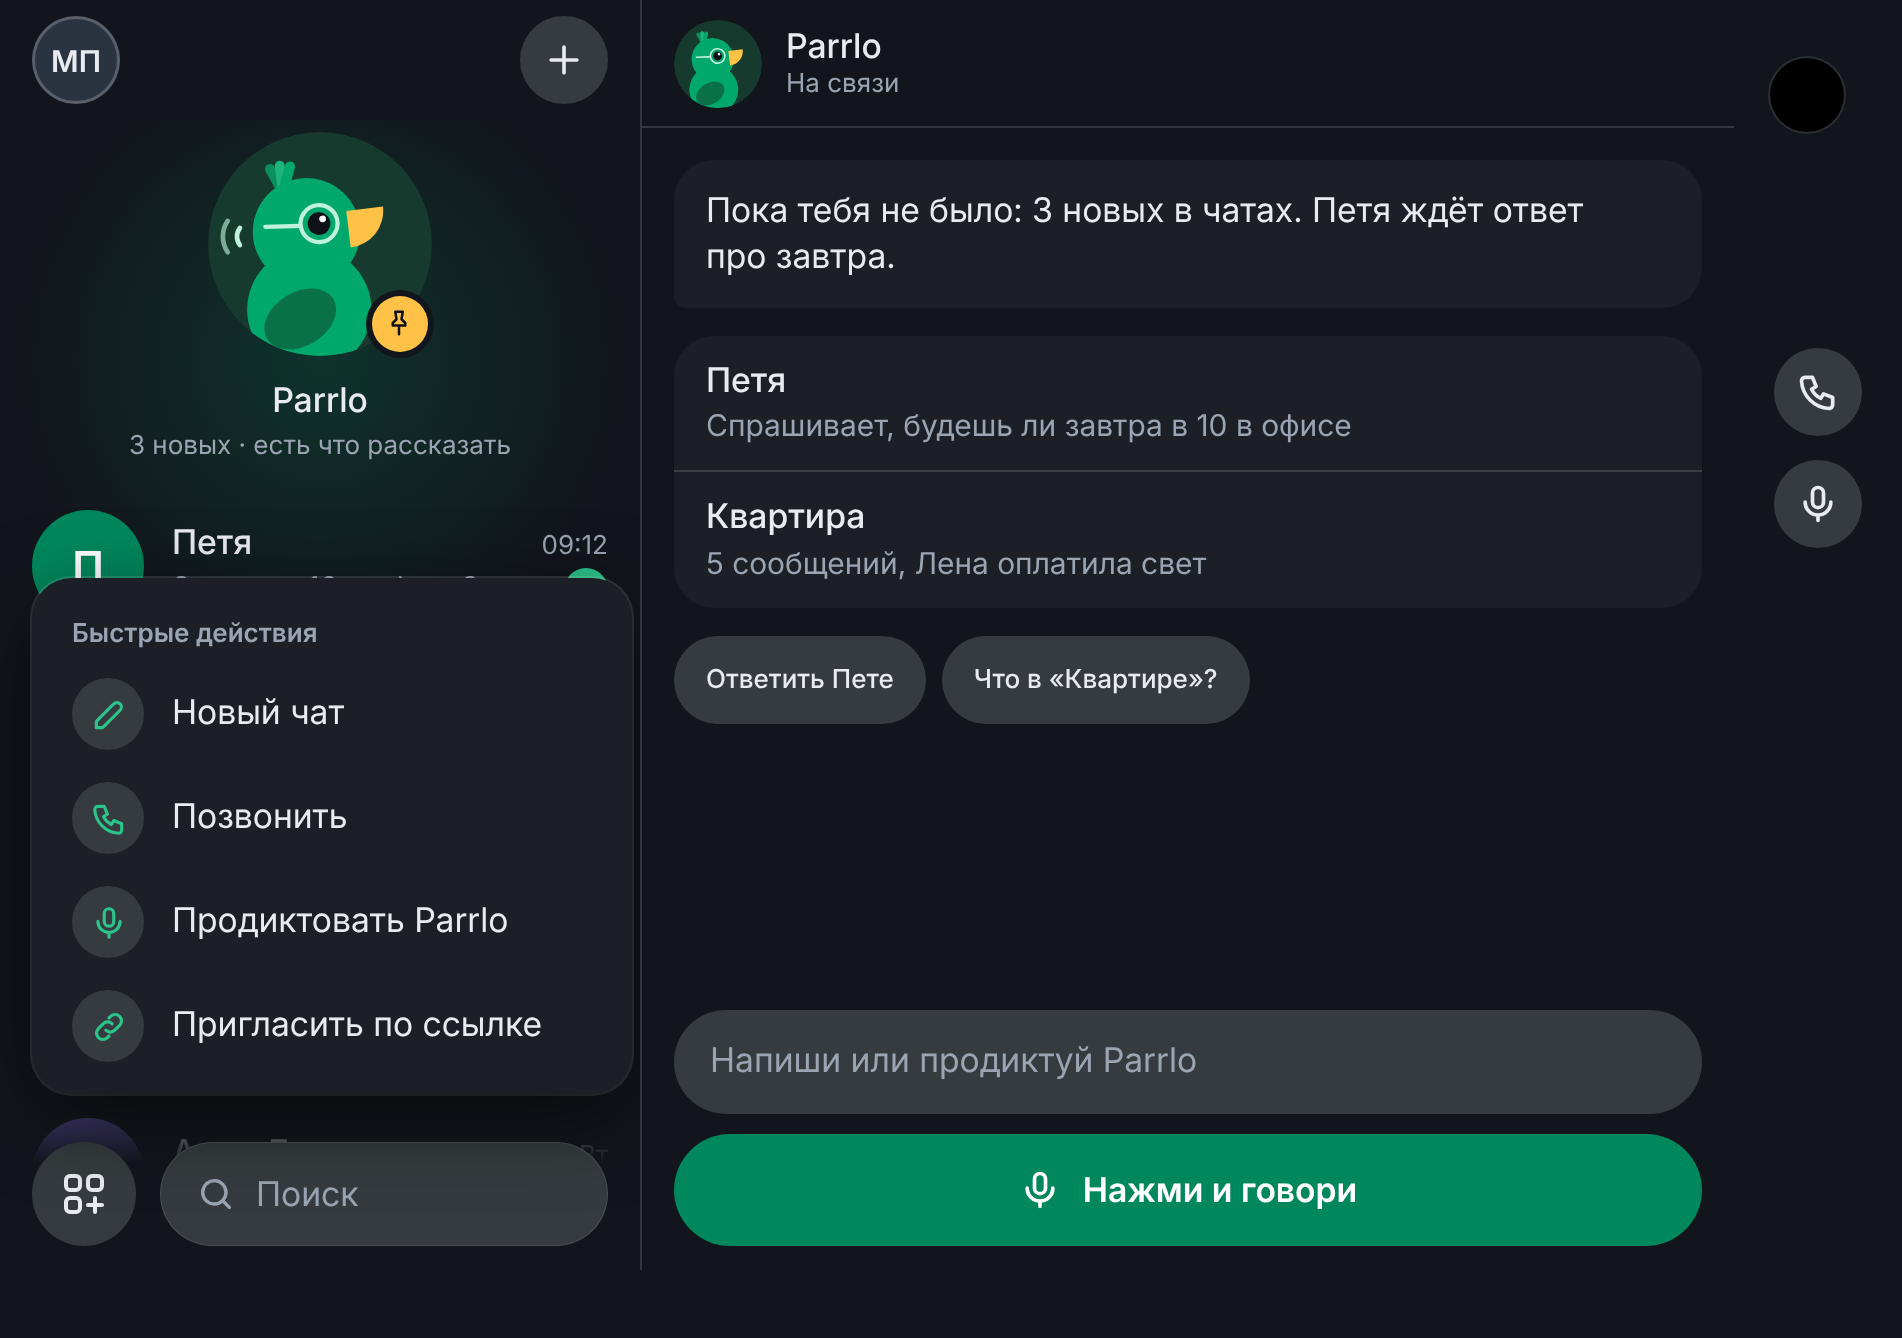 МП
Parrlo
3 новых · есть что рассказать
Петя
09:12
П
Быстрые действия
Новый чат
Позвонить
Продиктовать Parrlo
Пригласить по ссылке
Поиск
Parrlo
На связи
Пока тебя не было: 3 новых в чатах. Петя ждёт ответ
про завтра.
Петя
Спрашивает, будешь ли завтра в 10 в офисе
Квартира
5 сообщений, Лена оплатила свет
Ответить Пете
Что в «Квартире»?
Напиши или продиктуй Parrlo
Нажми и говори